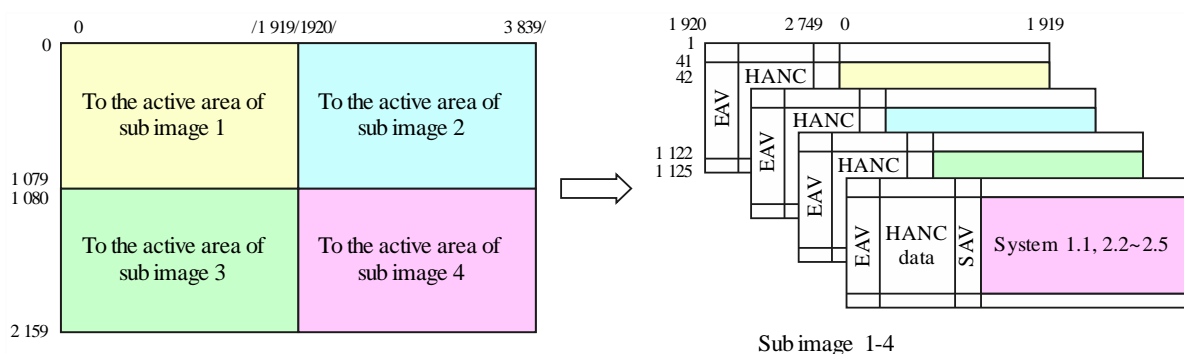 0 /1 919/1920/ 3 839/
0
To the active area of
sub image 1
To the active area of
sub image 2
1 079
1 080
To the active area of
sub image 3
To the active area of
sub image 4
2 159
1 920 2 749 0 1 919
1
41
42
HANC
EAV
1 122
1 125
HANC
EAV
HANC
EAV
EAV
HANC
data
SAV
System 1.1, 2.2~2.5
Sub image 1-4